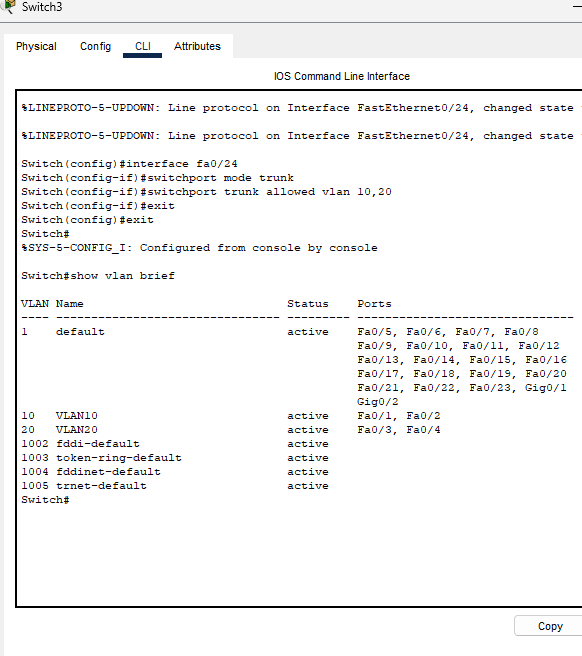 Switch3
Physical Config CLI Attributes
IOS Command Line Interface
%LINEPROTO-5-UPDOWN: Line protocol on Interface FastEthernet0/24, changed state
%LINEPROTO-5-UPDOWN: Line protocol on Interface FastEthernet0/24, changed state
Switch(config)#interface fa0/24
Switch(config-if)#switchport mode trunk
Switch(config-if)#switchport trunk allowed vlan 10,20
Switch(config-if)#exit
Switch(config)#exit
Switch#
%SYS-5-CONFIG_I: Configured from console by console
Switch#show vlan brief
VLAN Name Status Ports
---- -------------------------------- --------- -------------------------------
1 default active Fa0/5, Fa0/6, Fa0/7, Fa0/8
Fa0/9, Fa0/10, Fa0/11, Fa0/12
Fa0/13, Fa0/14, Fa0/15, Fa0/16
Fa0/17, Fa0/18, Fa0/19, Fa0/20
Fa0/21, Fa0/22, Fa0/23, Gig0/1
Gig0/2
10 VLAN10 active Fa0/1, Fa0/2
20 VLAN20 active Fa0/3, Fa0/4
1002 fddi-default active
1003 token-ring-default active
1004 fddinet-default active
1005 trnet-default active
Switch#
Copy